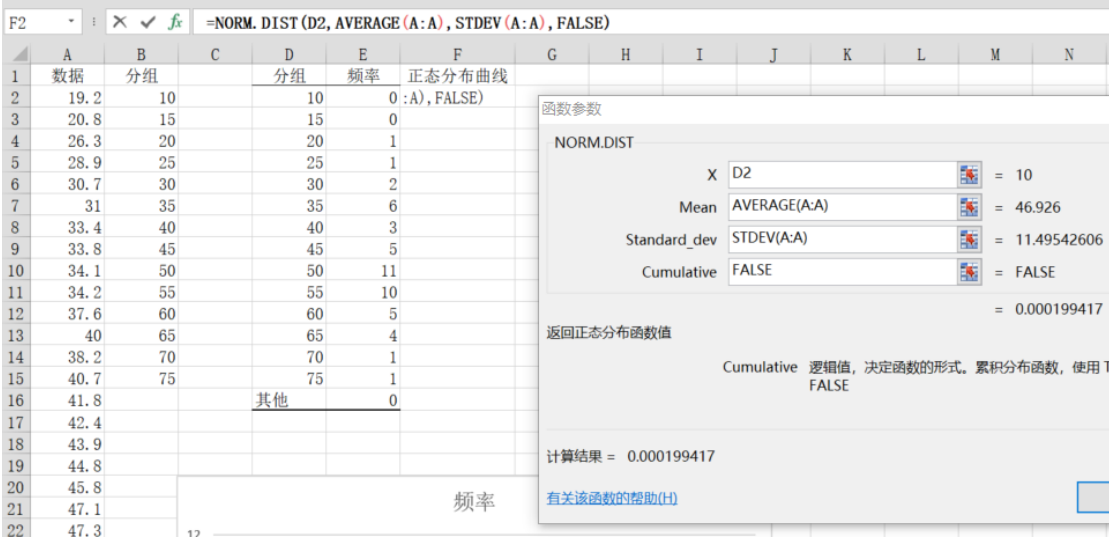 F2 fx =NORM.DIST(D2,AVERAGE(A:A),STDEV(A:A),FALSE)
A B C D E F G H I J K L M N
1 数据 分组 分组 频率 正态分布曲线
2 19.2 10 10 0 :A),FALSE)
3 20.8 15 15 0
4 26.3 20 20 1
5 28.9 25 25 1
6 30.7 30 30 2
7 31 35 35 6
8 33.4 40 40 3
9 33.8 45 45 5
10 34.1 50 50 11
11 34.2 55 55 10
12 37.6 60 60 5
13 40 65 65 4
14 38.2 70 70 1
15 40.7 75 75 1
16 41.8 其他 0
17 42.4
18 43.9
19 44.8
20 45.8
21 47.1
22 47.3
频率
12
函数参数
NORM.DIST
X D2 = 10
Mean AVERAGE(A:A) = 46.926
Standard_dev STDEV(A:A) = 11.49542606
Cumulative FALSE = FALSE
= 0.000199417
返回正态分布函数值
Cumulative 逻辑值，决定函数的形式。累积分布函数，使用 T
FALSE
计算结果 = 0.000199417
有关该函数的帮助(H)